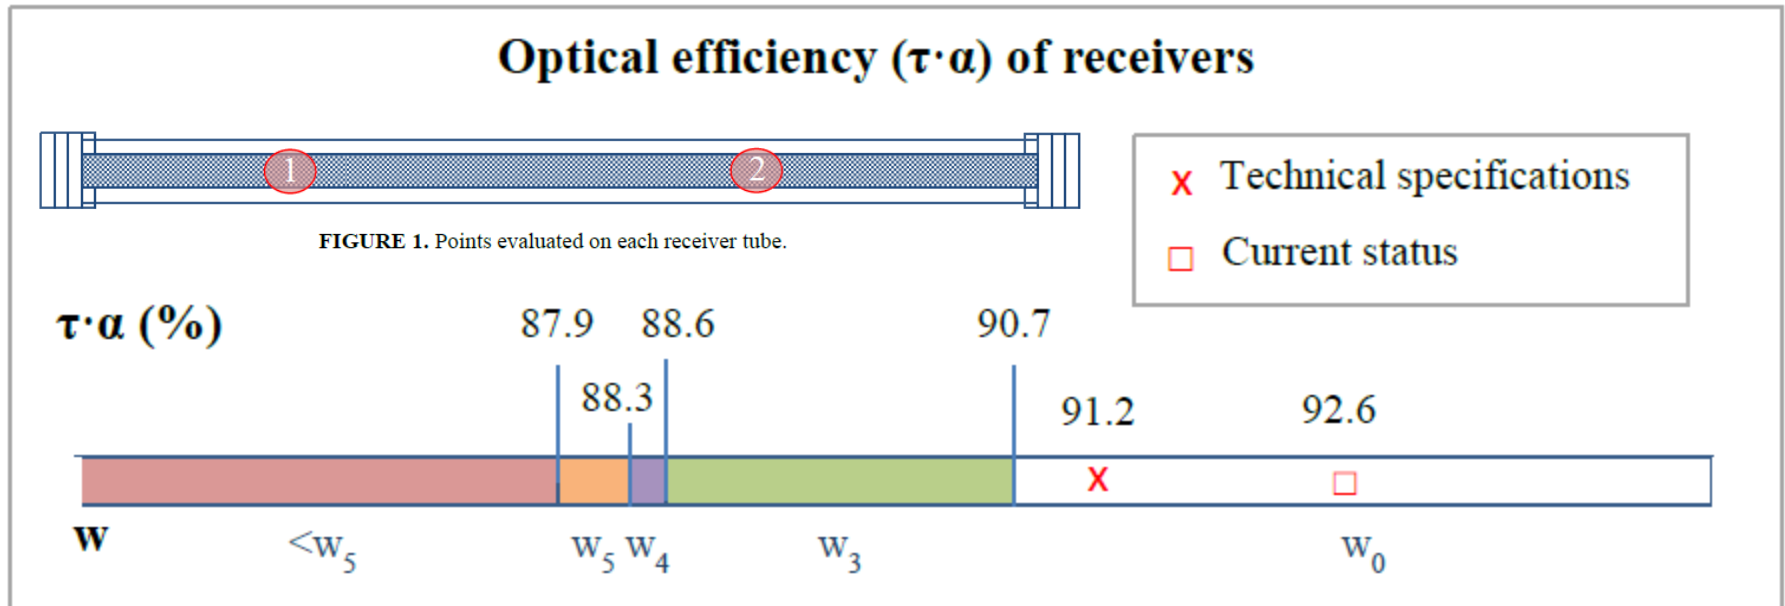 Optical efficiency (τ·α) of receivers
1 2
FIGURE 1. Points evaluated on each receiver tube.
x Technical specifications
□ Current status
τ·α (%) 87.9 88.6 90.7
88.3 91.2 92.6
x □
w <w₅ w₅ w₄ w₃ w₀